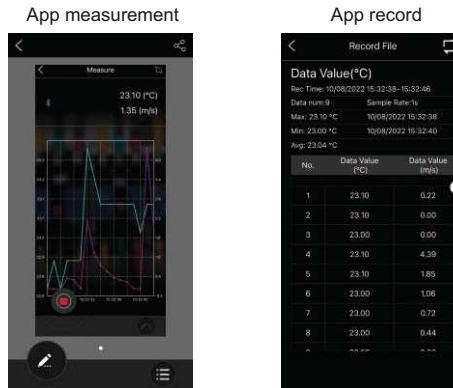 App measurement
App record
Measure
23.10 (°C)
1.35 (m/s)
Record File
Data Value(°C)
Rec Time: 10/08/2022 15:32:38-15:32:46
Data num:9 Sample Rate:1s
Max: 23.10 °C 10/08/2022 15:32:38
Min: 23.00 °C 10/08/2022 15:32:40
Avg: 23.04 °C
No. Data Value (°C) Data Value (m/s)
1 23.10 0.22
2 23.10 0.00
3 23.00 0.00
4 23.10 4.39
5 23.10 1.85
6 23.00 1.06
7 23.00 0.72
8 23.00 0.44